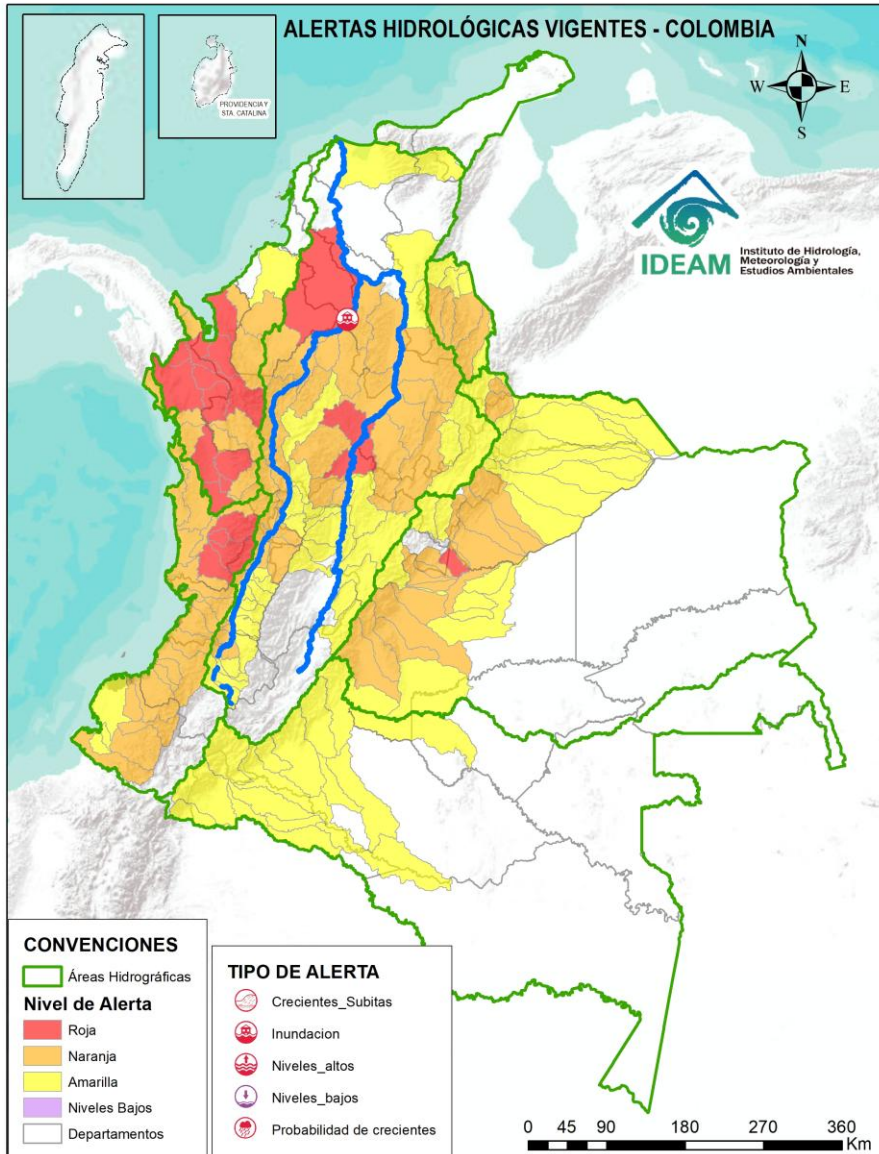 ALERTAS HIDROLÓGICAS VIGENTES - COLOMBIA
PROVIDENCIA Y
STA. CATALINA
N
W
E
S
IDEAM
Instituto de Hidrología,
Meteorología y
Estudios Ambientales
CONVENCIONES
Áreas Hidrográficas
Nivel de Alerta
Roja
Naranja
Amarilla
Niveles Bajos
Departamentos
TIPO DE ALERTA
Crecientes_Subitas
Inundacion
Niveles_altos
Niveles_bajos
Probabilidad de crecientes
0 45 90 180 270 360
Km